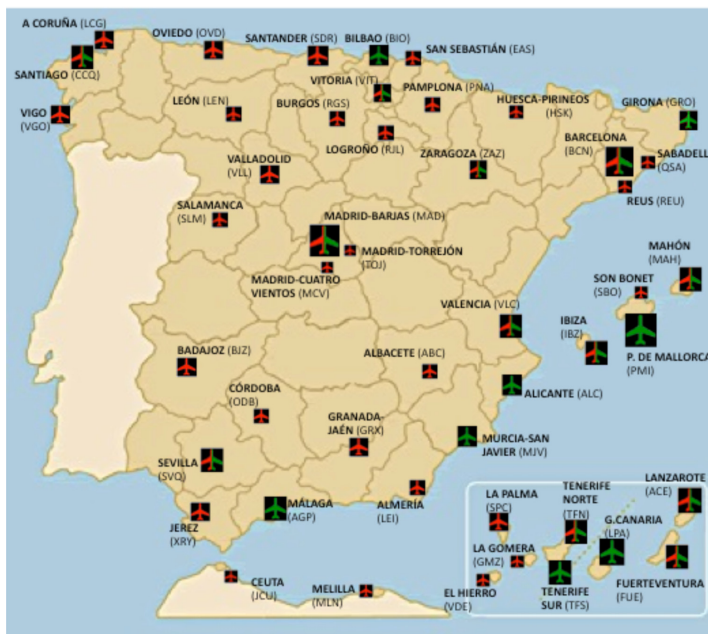 A CORUÑA (LCG)
OVIEDO (OVD)
SANTANDER (SDR)
BILBAO (BIO)
SAN SEBASTIÁN (EAS)
SANTIAGO (CCQ)
VITORIA (VIT)
PAMPLONA (PNA)
VIGO
(VGO)
LEÓN (LEN)
BURGOS (RGS)
HUESCA-PIRINEOS
(HSK)
GIRONA (GRO)
LOGROÑO (RJL)
BARCELONA
(BCN)
VALLADOLID
(VLL)
ZARAGOZA (ZAZ)
SABADELL
(QSA)
REUS (REU)
SALAMANCA
(SLM)
MADRID-BARJAS (MAD)
MADRID-TORREJÓN
(TOJ)
MADRID-CUATRO
VIENTOS (MCV)
MAHÓN
(MAH)
SON BONET
(SBO)
VALENCIA (VLC)
IBIZA
(IBZ)
P. DE MALLORCA
(PMI)
BADAJOZ (BJZ)
ALBACETE (ABC)
ALICANTE (ALC)
CÓRDOBA
(ODB)
GRANADA-
JAÉN (GRX)
MURCIA-SAN
JAVIER (MJV)
SEVILLA
(SVQ)
MÁLAGA
(AGP)
ALMERÍA
(LEI)
JEREZ
(XRY)
LA PALMA
(SPC)
TENERIFE
NORTE
(TFN)
LANZAROTE
(ACE)
G.CANARIA
(LPA)
LA GOMERA
(GMZ)
CEUTA
(JCU)
MELILLA
(MLN)
EL HIERRO
(VDE)
TENERIFE
SUR (TFS)
FUERTEVENTURA
(FUE)